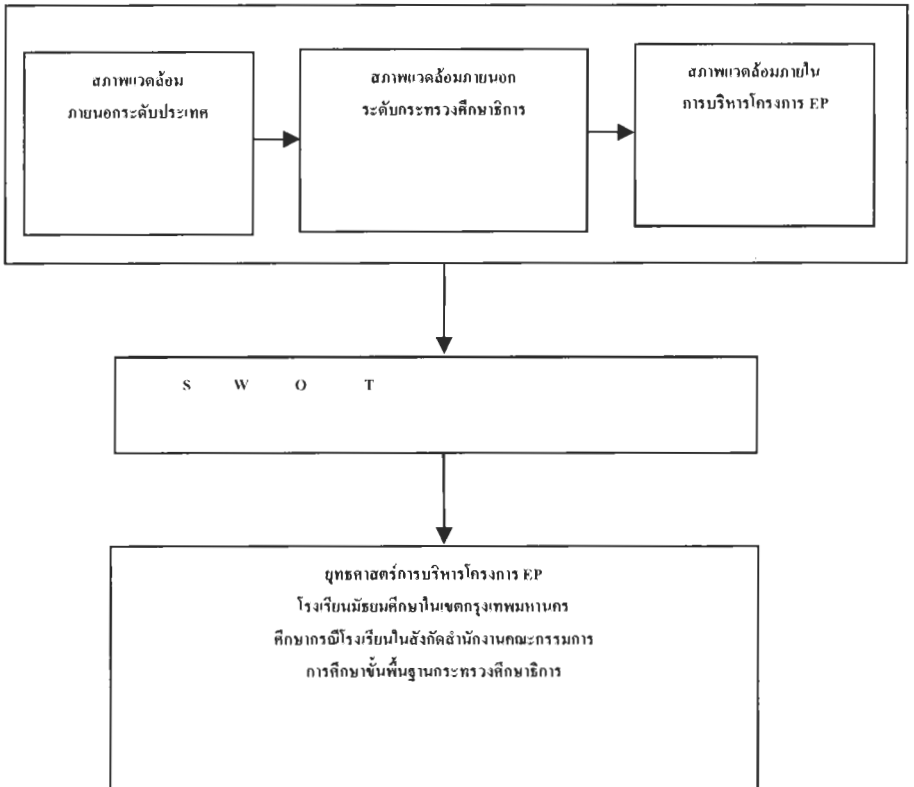 สภาพแวดล้อม
ภายนอกระดับประเทศ
สภาพแวดล้อมภายนอก
ระดับกระทรวงศึกษาธิการ
สภาพแวดล้อมภายใน
การบริหารโครงการ EP
S W O T
ยุทธศาสตร์การบริหารโครงการ EP
โรงเรียนมัธยมศึกษาในเขตกรุงเทพมหานคร
ศึกษากรณีโรงเรียนในสังกัดสำนักงานคณะกรรมการ
การศึกษาขั้นพื้นฐานกระทรวงศึกษาธิการ